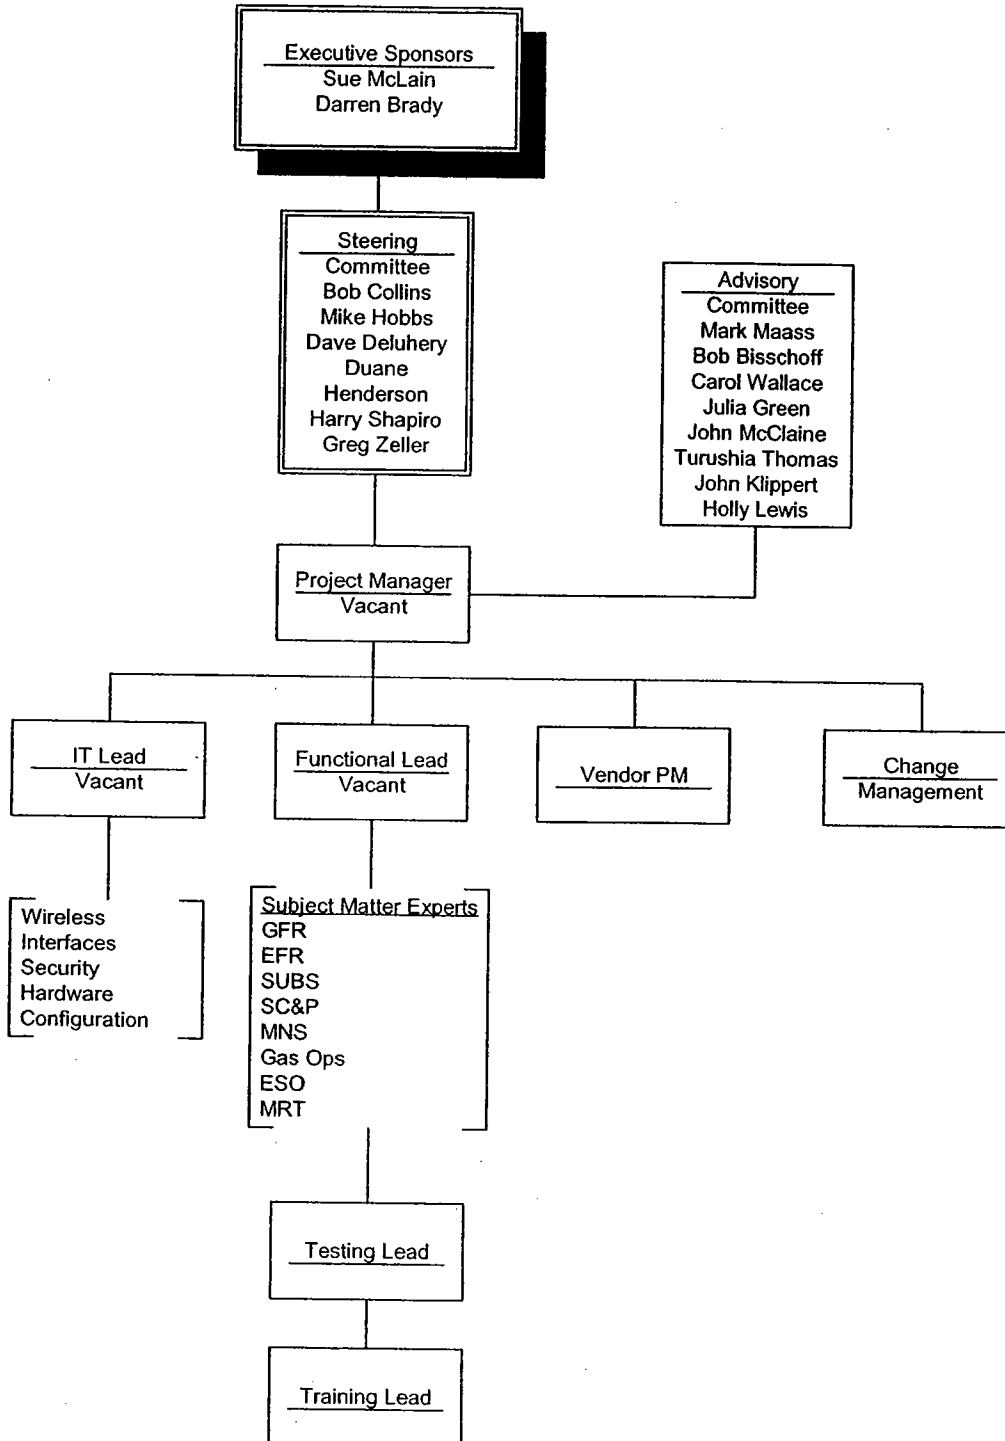 Executive Sponsors
Sue McLain
Darren Brady
Steering
Committee
Bob Collins
Mike Hobbs
Dave Deluhery
Duane
Henderson
Harry Shapiro
Greg Zeller
Advisory
Committee
Mark Maass
Bob Bisschoff
Carol Wallace
Julia Green
John McClaine
Turushia Thomas
John Klippert
Holly Lewis
Project Manager
Vacant
IT Lead
Vacant
Functional Lead
Vacant
Vendor PM
Change
Management
Wireless
Interfaces
Security
Hardware
Configuration
Subject Matter Experts
GFR
EFR
SUBS
SC&P
MNS
Gas Ops
ESO
MRT
Testing Lead
Training Lead